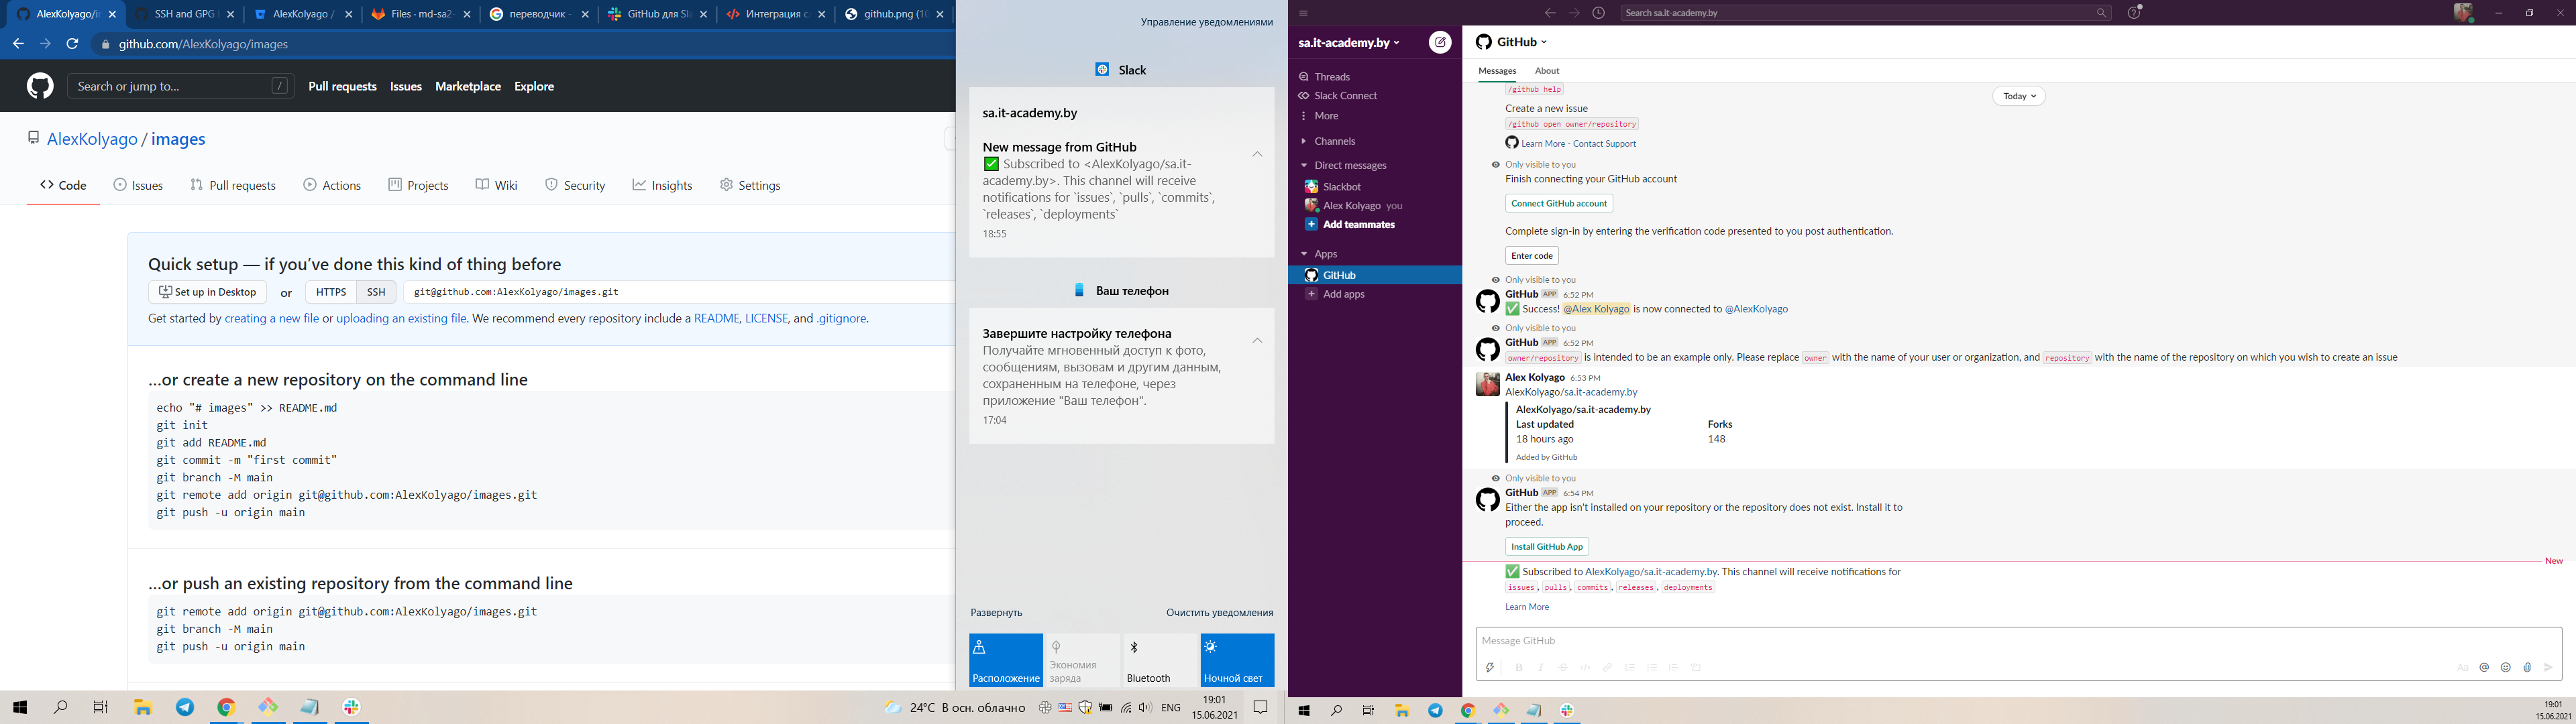 AlexKolyago/i
SSH and GPG
AlexKolyago /
Files · md-sa2-
переводчик –
GitHub для Sl
Интеграция с
github.png (1
github.com/AlexKolyago/images
Search or jump to...
/
Pull requests
Issues
Marketplace
Explore
AlexKolyago / images
Code
Issues
Pull requests
Actions
Projects
Wiki
Security
Insights
Settings
Quick setup — if you've done this kind of thing before
Set up in Desktop
or
HTTPS
SSH
git@github.com:AlexKolyago/images.git
Get started by creating a new file or uploading an existing file. We recommend every repository include a README, LICENSE, and .gitignore.
...or create a new repository on the command line
echo "# images" >> README.md
git init
git add README.md
git commit -m "first commit"
git branch -M main
git remote add origin git@github.com:AlexKolyago/images.git
git push -u origin main
...or push an existing repository from the command line
git remote add origin git@github.com:AlexKolyago/images.git
git branch -M main
git push -u origin main
Управление уведомлениями
Slack
sa.it-academy.by
New message from GitHub
✅ Subscribed to <AlexKolyago/sa.it-
academy.by>. This channel will receive
notifications for `issues`, `pulls`, `commits`,
`releases`, `deployments`
18:55
Ваш телефон
Завершите настройку телефона
Получайте мгновенный доступ к фото,
сообщениям, вызовам и другим данным,
сохраненным на телефоне, через
приложение "Ваш телефон".
17:04
Развернуть
Очистить уведомления
Расположение
Экономия
заряда
Bluetooth
Ночной свет
24°C В осн. облачно
ENG
19:01
15.06.2021
Search sa.it-academy.by
sa.it-academy.by
Threads
Slack Connect
More
Channels
Direct messages
Slackbot
Alex Kolyago you
Add teammates
Apps
GitHub
Add apps
GitHub
Messages
About
Today
/github help
Create a new issue
/github open owner/repository
Learn More - Contact Support
Only visible to you
Finish connecting your GitHub account
Connect GitHub account
Complete sign-in by entering the verification code presented to you post authentication.
Enter code
Only visible to you
GitHub APP 6:52 PM
✅ Success! @Alex Kolyago is now connected to @AlexKolyago
Only visible to you
GitHub APP 6:52 PM
owner/repository is intended to be an example only. Please replace owner with the name of your user or organization, and repository with the name of the repository on which you wish to create an issue
Alex Kolyago 6:53 PM
AlexKolyago/sa.it-academy.by
AlexKolyago/sa.it-academy.by
Last updated
Forks
18 hours ago
148
Added by GitHub
Only visible to you
GitHub APP 6:54 PM
Either the app isn't installed on your repository or the repository does not exist. Install it to
proceed.
Install GitHub App
New
✅ Subscribed to AlexKolyago/sa.it-academy.by. This channel will receive notifications for
issues, pulls, commits, releases, deployments
Learn More
Message GitHub
Aa
19:01
15.06.2021